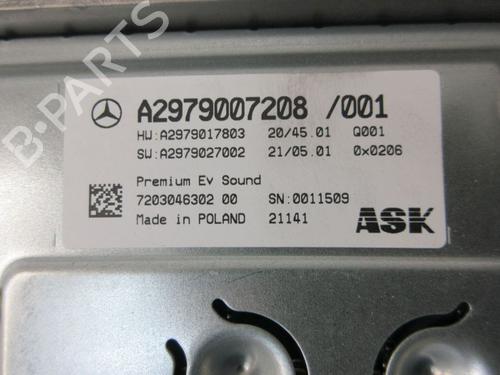 A2979007208 /001
HW:A2979017803 20/45.01 Q001
SW:A2979027002 21/05.01 0x0206
Premium Ev Sound
7203046302 00 SN:0011509
Made in POLAND 21141 ASK
B-Parts